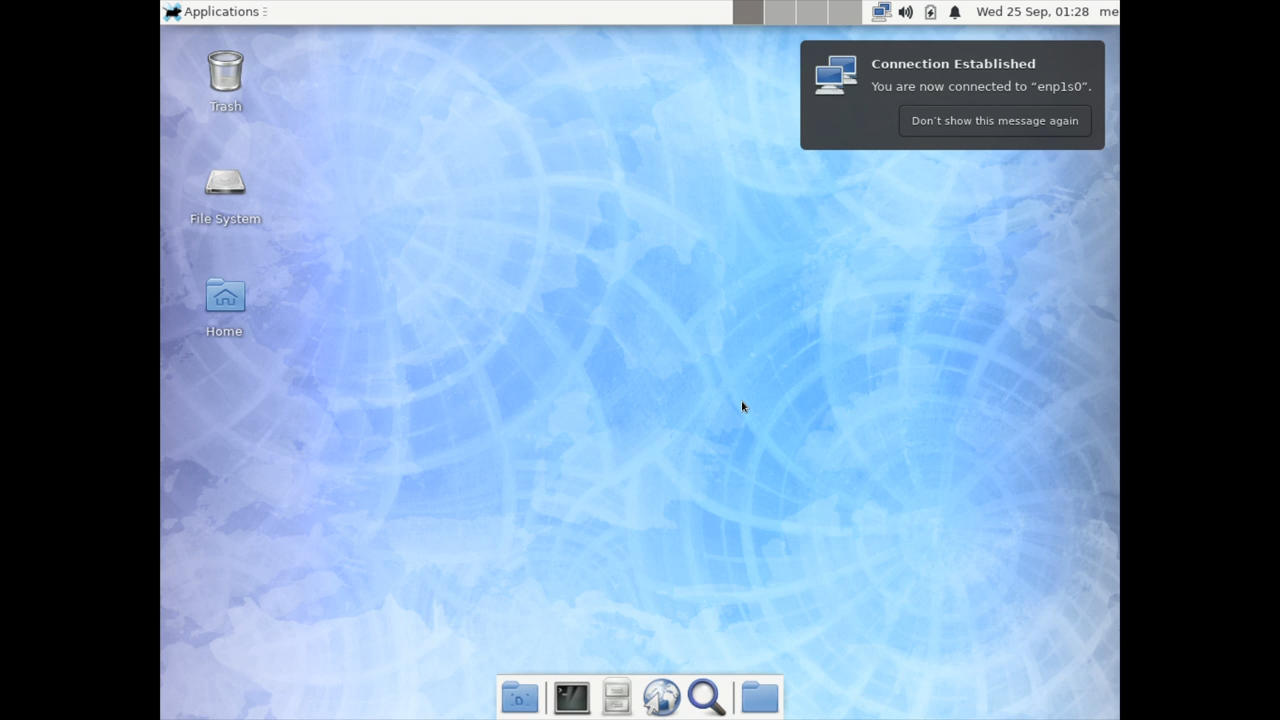 Applications
Wed 25 Sep, 01:28
me
Connection Established
You are now connected to “enp1s0”.
Don’t show this message again
Trash
File System
Home